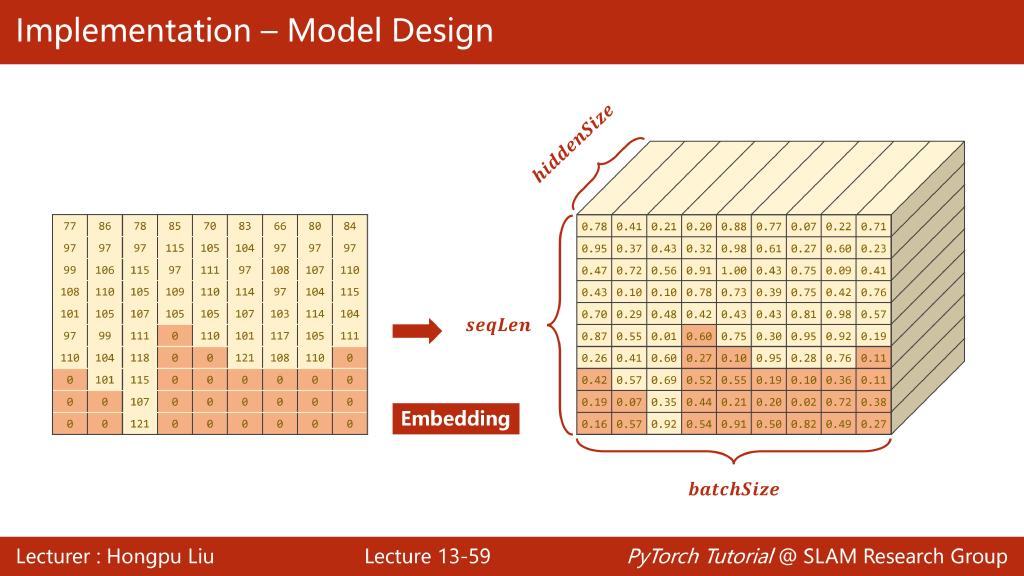 Implementation – Model Design
hiddenSize
77 86 78 85 70 83 66 80 84
97 97 97 115 105 104 97 97 97
99 106 115 97 111 97 108 107 110
108 110 105 109 110 114 97 104 115
101 105 107 105 105 107 103 114 104
97 99 111 0 110 101 117 105 111
110 104 118 0 0 121 108 110 0
0 101 115 0 0 0 0 0 0
0 0 107 0 0 0 0 0 0
0 0 121 0 0 0 0 0 0
Embedding
seqLen
0.78 0.41 0.21 0.20 0.88 0.77 0.07 0.22 0.71
0.95 0.37 0.43 0.32 0.98 0.61 0.27 0.60 0.23
0.47 0.72 0.56 0.91 1.00 0.43 0.75 0.09 0.41
0.43 0.10 0.10 0.78 0.73 0.39 0.75 0.42 0.76
0.70 0.29 0.48 0.42 0.43 0.43 0.81 0.98 0.57
0.87 0.55 0.01 0.60 0.75 0.30 0.95 0.92 0.19
0.26 0.41 0.60 0.27 0.10 0.95 0.28 0.76 0.11
0.42 0.57 0.69 0.52 0.55 0.19 0.10 0.36 0.11
0.19 0.07 0.35 0.44 0.21 0.20 0.02 0.72 0.38
0.16 0.57 0.92 0.54 0.91 0.50 0.82 0.49 0.27
batchSize
Lecturer : Hongpu Liu
Lecture 13-59
PyTorch Tutorial @ SLAM Research Group